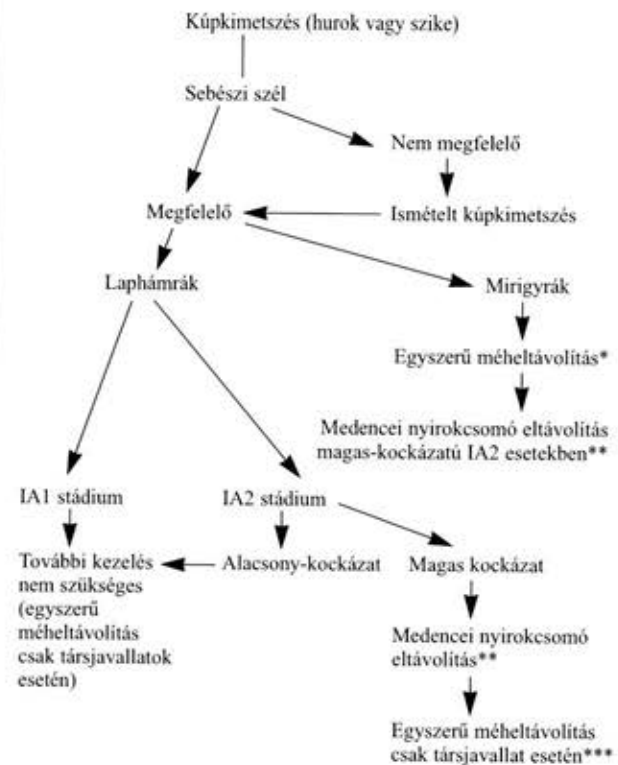 Kúpkimetszés (hurok vagy szike)
Sebészi szél
Nem megfelelő
Megfelelő
Ismételt kúpkimetszés
Laphámrák
Mirigyrák
Egyszerű méheltávolítás*
Medencei nyirokcsomó eltávolítás
magas-kockázatú IA2 esetekben**
IA1 stádium
IA2 stádium
További kezelés
nem szükséges
(egyszerű
méheltávolítás
csak társjavallatok
esetén)
Alacsony-kockázat
Magas kockázat
Medencei nyirokcsomó
eltávolítás**
Egyszerű méheltávolítás
csak társjavallat esetén***